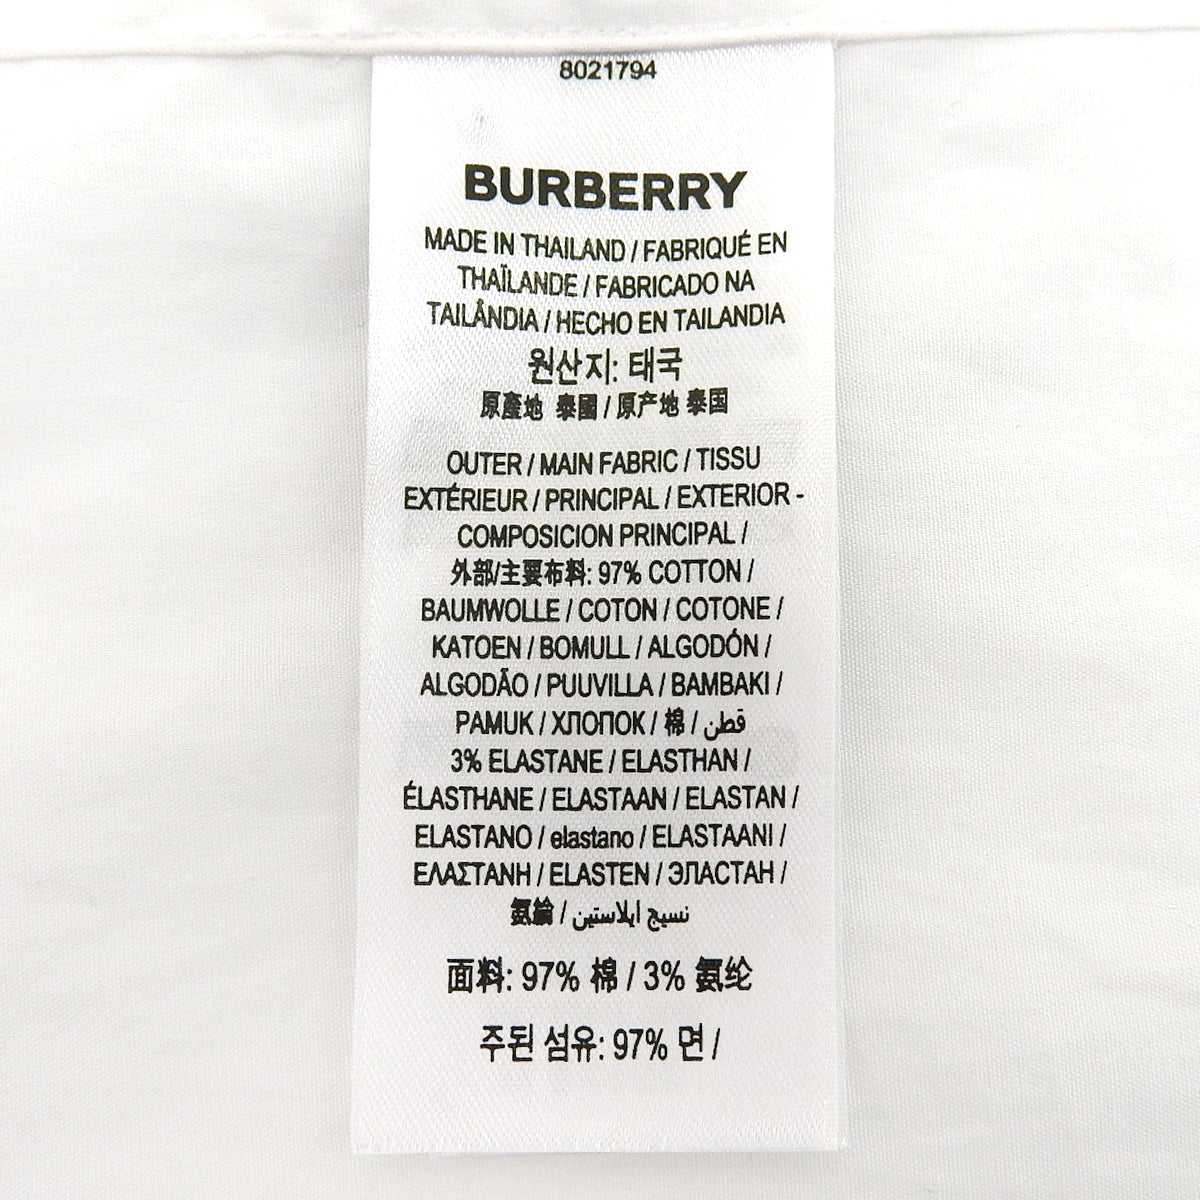 8021794
BURBERRY
MADE IN THAILAND / FABRIQUÉ EN
THAÏLANDE / FABRICADO NA
TAILÂNDIA / HECHO EN TAILANDIA
원산지: 태국
原產地 泰國 / 原产地 泰国
OUTER / MAIN FABRIC / TISSU
EXTÉRIEUR / PRINCIPAL / EXTERIOR -
COMPOSICION PRINCIPAL /
外部/主要布料: 97% COTTON /
BAUMWOLLE / COTON / COTONE /
KATOEN / BOMULL / ALGODÓN /
ALGODÃO / PUUVILLA / BAMBAKI /
PAMUK / ХЛОПОК / 棉 / قطن
3% ELASTANE / ELASTHAN /
ÉLASTHANE / ELASTAAN / ELASTAN /
ELASTANO / elastano / ELASTAANI /
ΕΛΑΣΤΑΝΗ / ELASTEN / ЭЛАСТАН /
氨綸 / نسيج ايلاستين
面料: 97% 棉 / 3% 氨纶
주된 섬유: 97% 면 /